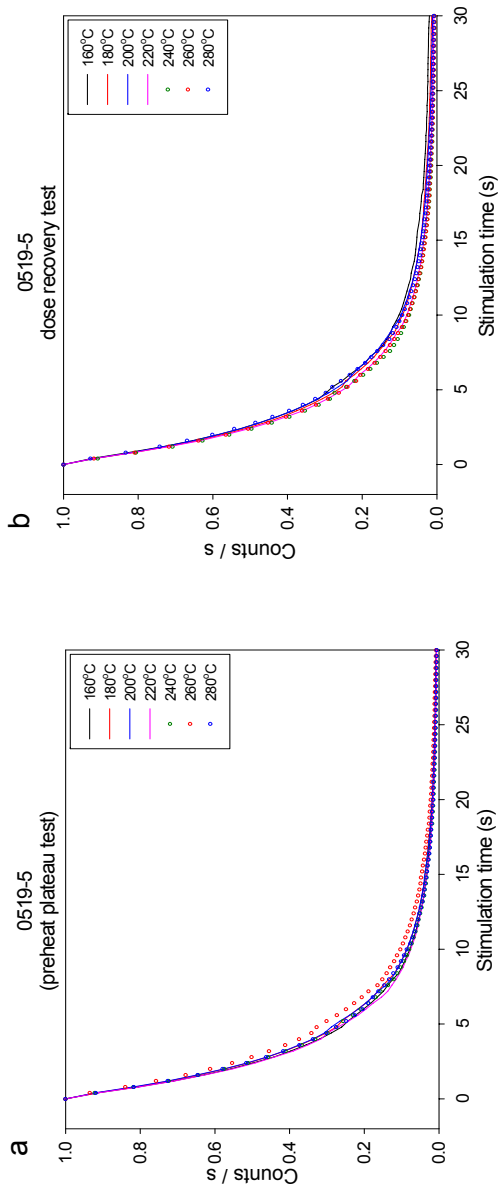 a
0519-5
(preheat plateau test)
160°C
180°C
200°C
220°C
240°C
260°C
280°C
Counts / s
1.0
0.8
0.6
0.4
0.2
0.0
0 5 10 15 20 25 30
Stimulation time (s)
b
0519-5
dose recovery test
160°C
180°C
200°C
220°C
240°C
260°C
280°C
Counts / s
1.0
0.8
0.6
0.4
0.2
0.0
0 5 10 15 20 25 30
Stimulation time (s)